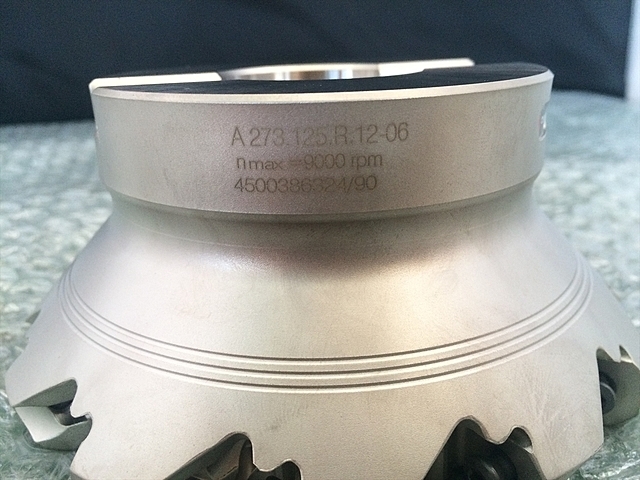 A 273.125.R.12-06
n max.=9000 rpm
4500386324/90